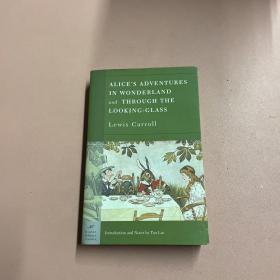 ALICE'S ADVENTURES
IN WONDERLAND
and THROUGH THE
LOOKING-GLASS
Lewis Carroll
Introduction and Notes by Tan Lin